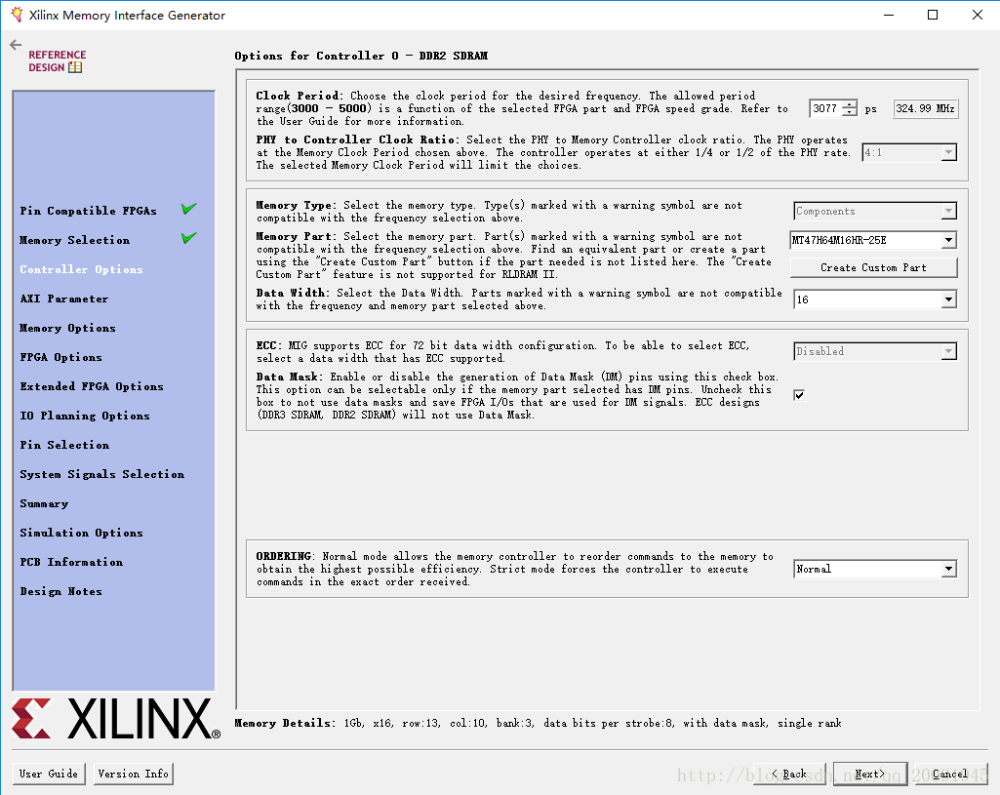 Xilinx Memory Interface Generator
REFERENCE
DESIGN
Options for Controller 0 - DDR2 SDRAM
Clock Period: Choose the clock period for the desired frequency. The allowed period
range(3000 - 5000) is a function of the selected FPGA part and FPGA speed grade. Refer to
the User Guide for more information.
3077 ps 324.99 MHz
PHY to Controller Clock Ratio: Select the PHY to Memory Controller clock ratio. The PHY operates
at the Memory Clock Period chosen above. The controller operates at either 1/4 or 1/2 of the PHY rate.
The selected Memory Clock Period will limit the choices.
4:1
Memory Type: Select the memory type. Type(s) marked with a warning symbol are not
compatible with the frequency selection above.
Components
Memory Part: Select the memory part. Part(s) marked with a warning symbol are not
compatible with the frequency selection above. Find an equivalent part or create a part
using the "Create Custom Part" button if the part needed is not listed here. The "Create
Custom Part" feature is not supported for RLDRAM II.
MT47H64M16HR-25E
Create Custom Part
Data Width: Select the Data Width. Parts marked with a warning symbol are not compatible
with the frequency and memory part selected above.
16
ECC: MIG supports ECC for 72 bit data width configuration. To be able to select ECC,
select a data width that has ECC supported.
Disabled
Data Mask: Enable or disable the generation of Data Mask (DM) pins using this check box.
This option can be selectable only if the memory part selected has DM pins. Uncheck this
box to not use data masks and save FPGA I/Os that are used for DM signals. ECC designs
(DDR3 SDRAM, DDR2 SDRAM) will not use Data Mask.
ORDERING: Normal mode allows the memory controller to reorder commands to the memory to
obtain the highest possible efficiency. Strict mode forces the controller to execute
commands in the exact order received.
Normal
Pin Compatible FPGAs
Memory Selection
Controller Options
AXI Parameter
Memory Options
FPGA Options
Extended FPGA Options
IO Planning Options
Pin Selection
System Signals Selection
Summary
Simulation Options
PCB Information
Design Notes
XILINX®
Memory Details: 1Gb, x16, row:13, col:10, bank:3, data bits per strobe:8, with data mask, single rank
User Guide
Version Info
< Back
Next>
Cancel